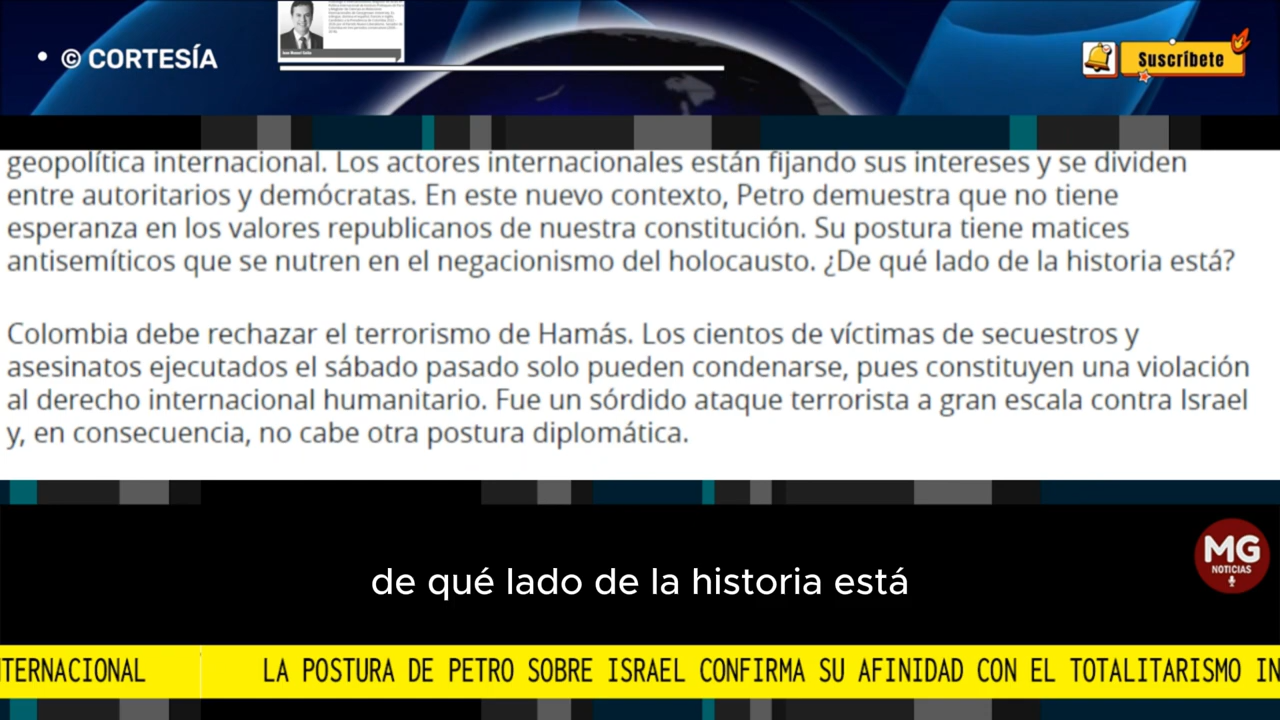 • © CORTESÍA
Suscríbete
geopolítica internacional. Los actores internacionales están fijando sus intereses y se dividen
entre autoritarios y demócratas. En este nuevo contexto, Petro demuestra que no tiene
esperanza en los valores republicanos de nuestra constitución. Su postura tiene matices
antisemíticos que se nutren en el negacionismo del holocausto. ¿De qué lado de la historia está?
Colombia debe rechazar el terrorismo de Hamás. Los cientos de víctimas de secuestros y
asesinatos ejecutados el sábado pasado solo pueden condenarse, pues constituyen una violación
al derecho internacional humanitario. Fue un sórdido ataque terrorista a gran escala contra Israel
y, en consecuencia, no cabe otra postura diplomática.
MG
NOTICIAS
de qué lado de la historia está
TERNACIONAL LA POSTURA DE PETRO SOBRE ISRAEL CONFIRMA SU AFINIDAD CON EL TOTALITARISMO IN